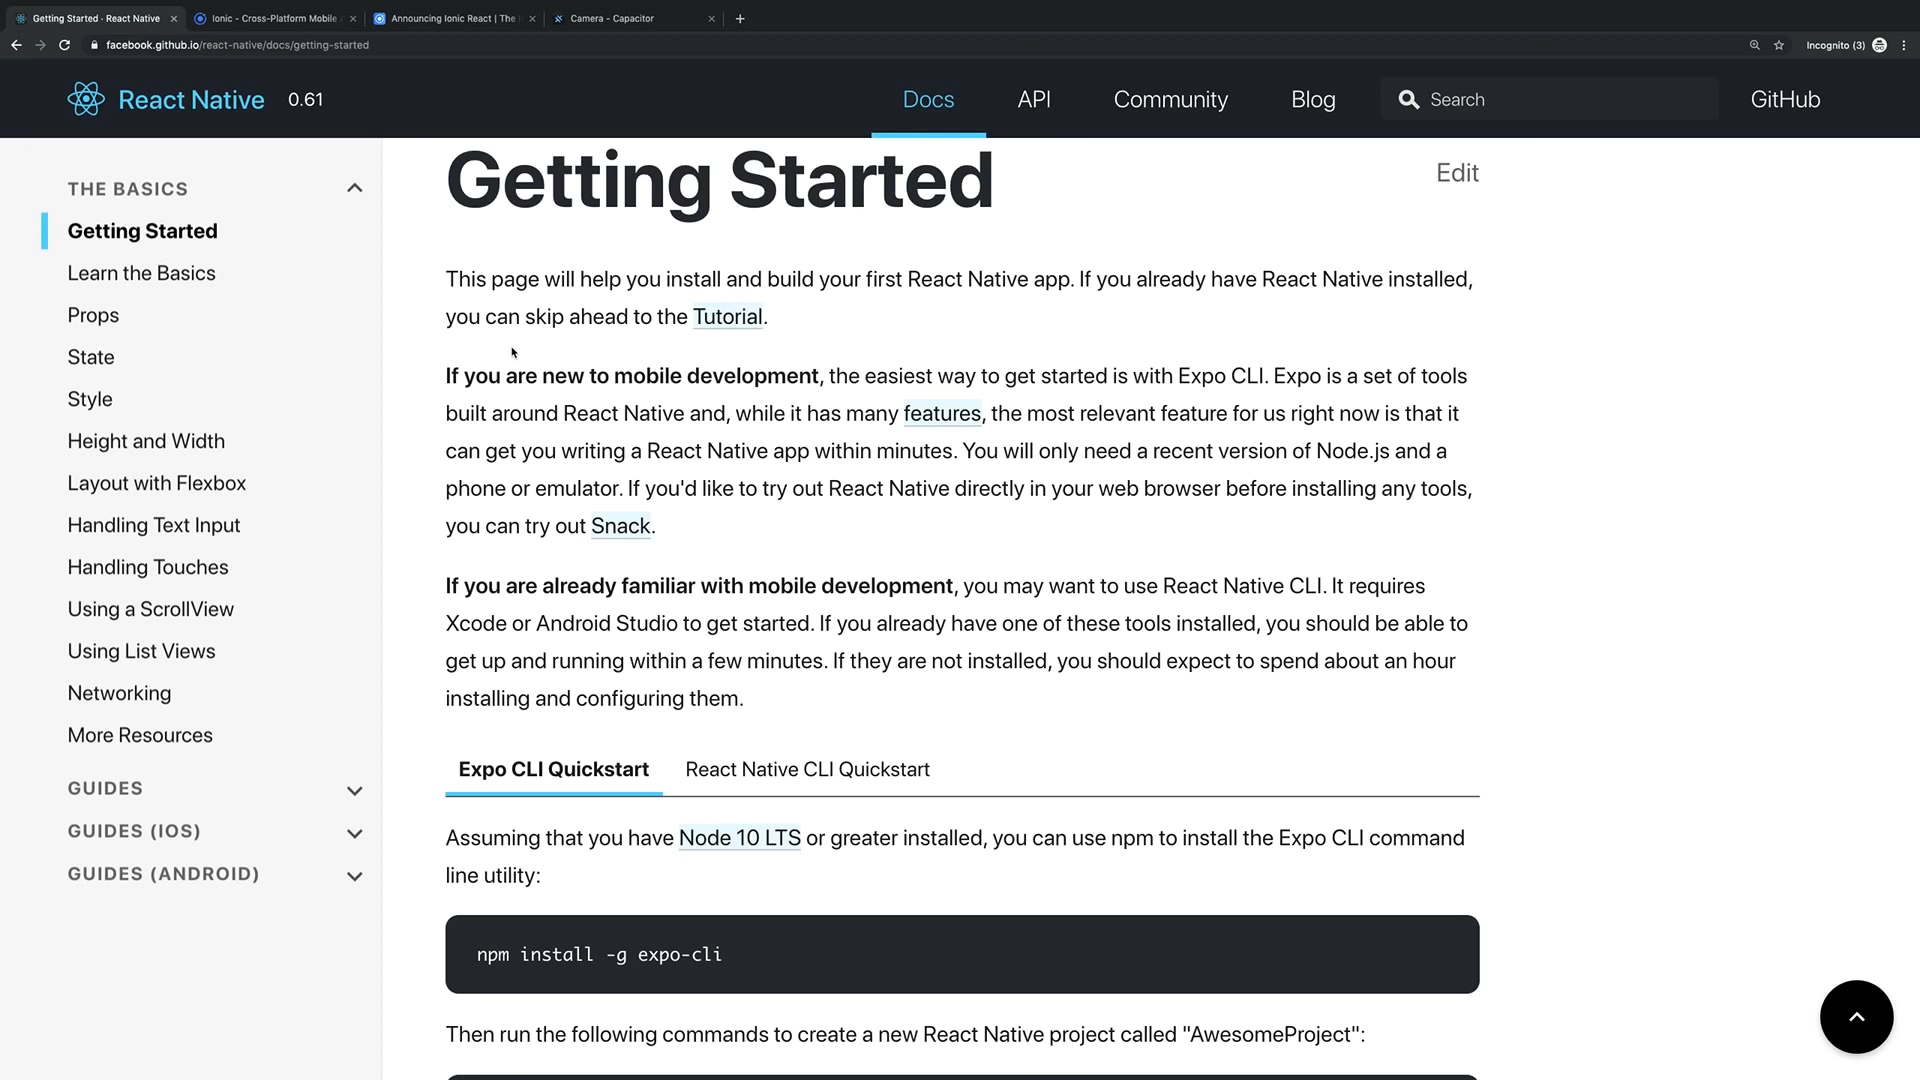 Getting Started · React Native
Ionic - Cross-Platform Mobile
Announcing Ionic React | The
Camera - Capacitor
facebook.github.io/react-native/docs/getting-started
Incognito (3)
React Native 0.61
Docs
API
Community
Blog
Search
GitHub
THE BASICS
Getting Started
Learn the Basics
Props
State
Style
Height and Width
Layout with Flexbox
Handling Text Input
Handling Touches
Using a ScrollView
Using List Views
Networking
More Resources
GUIDES
GUIDES (IOS)
GUIDES (ANDROID)
Getting Started
Edit
This page will help you install and build your first React Native app. If you already have React Native installed,
you can skip ahead to the Tutorial.
If you are new to mobile development, the easiest way to get started is with Expo CLI. Expo is a set of tools
built around React Native and, while it has many features, the most relevant feature for us right now is that it
can get you writing a React Native app within minutes. You will only need a recent version of Node.js and a
phone or emulator. If you'd like to try out React Native directly in your web browser before installing any tools,
you can try out Snack.
If you are already familiar with mobile development, you may want to use React Native CLI. It requires
Xcode or Android Studio to get started. If you already have one of these tools installed, you should be able to
get up and running within a few minutes. If they are not installed, you should expect to spend about an hour
installing and configuring them.
Expo CLI Quickstart
React Native CLI Quickstart
Assuming that you have Node 10 LTS or greater installed, you can use npm to install the Expo CLI command
line utility:
npm install -g expo-cli
Then run the following commands to create a new React Native project called "AwesomeProject":